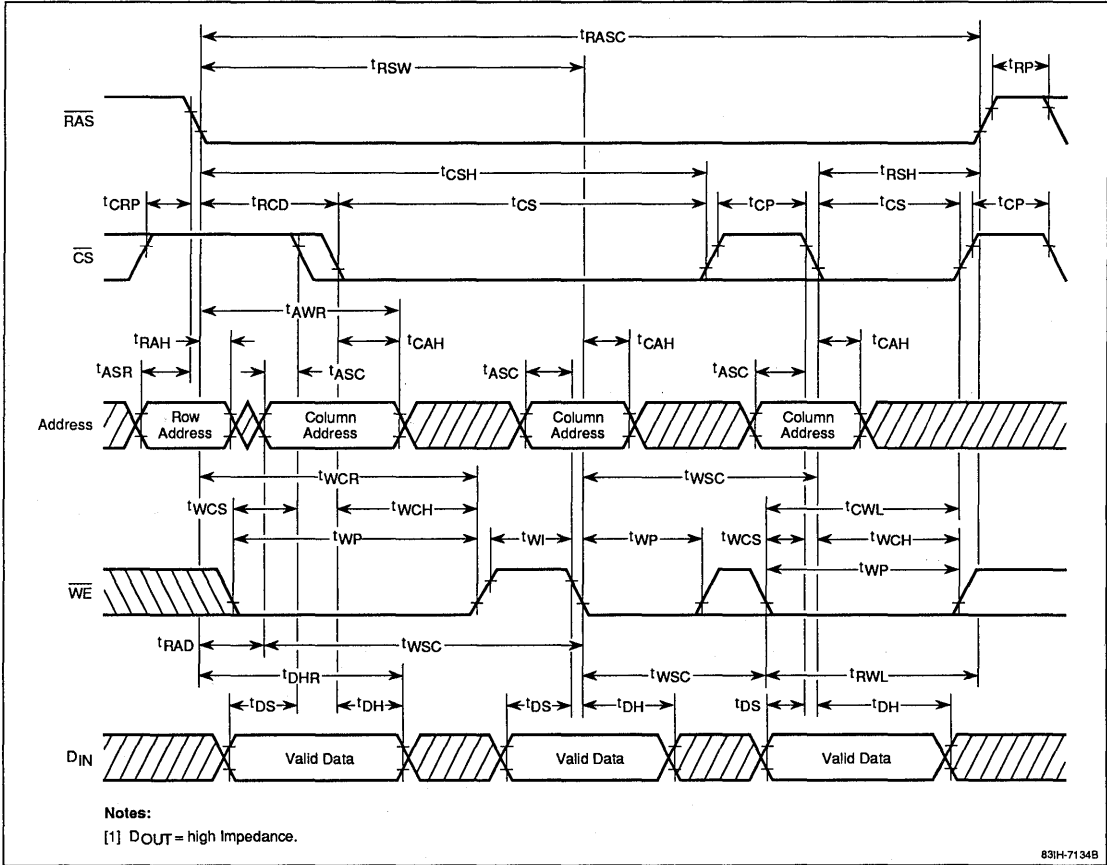 tRASC
tRSW
tRP
RAS
tCSH
tRSH
tCRP
tRCD
tCS
tCP
tCS
tCP
CS
tAWR
tRAH
tCAH
tCAH
tCAH
tASR
tASC
tASC
tASC
Address
Row Address
Column Address
Column Address
Column Address
tWCR
tWSC
tWCS
tWCH
tCWL
tWP
tWI
tWP
tWCS
tWCH
tWP
WE
tRAD
tWSC
tDHR
tWSC
tRWL
tDS
tDH
tDS
tDH
tDS
tDH
DIN
Valid Data
Valid Data
Valid Data
Notes:
[1] DOUT = high Impedance.
83IH-7134B